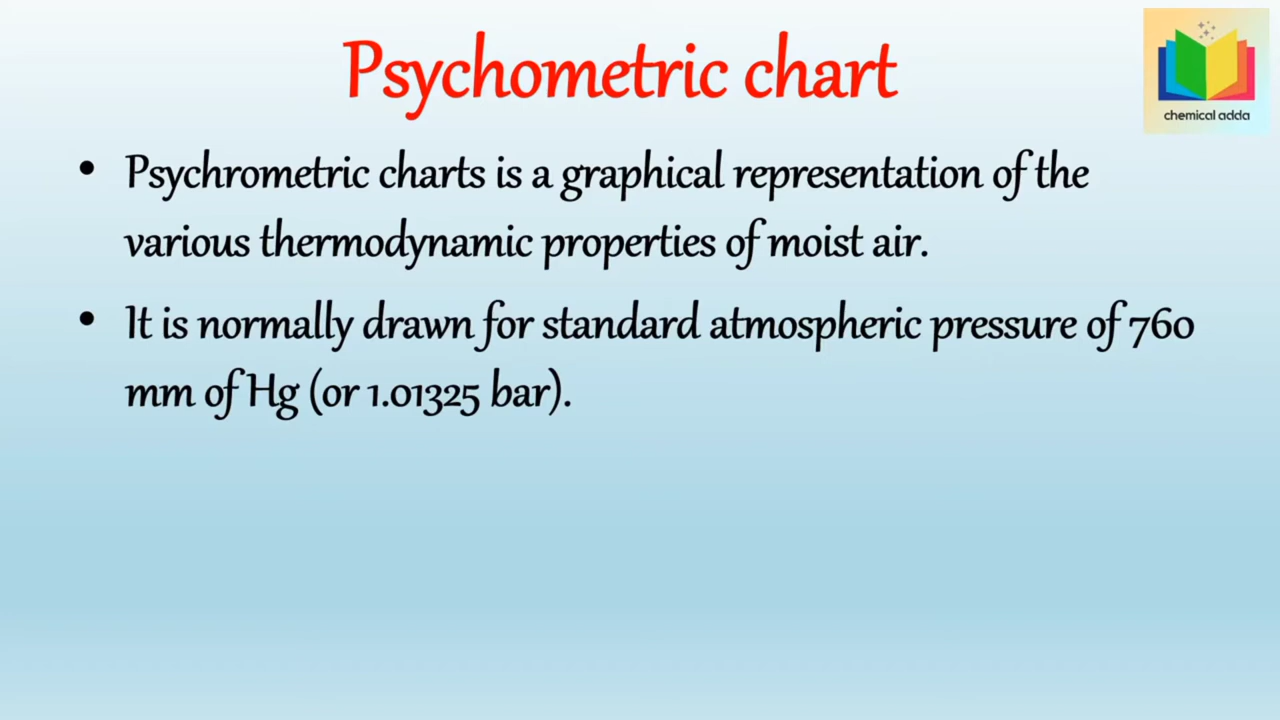 Psychometric chart
chemical adda
• Psychrometric charts is a graphical representation of the
various thermodynamic properties of moist air.
• It is normally drawn for standard atmospheric pressure of 760
mm of Hg (or 1.01325 bar).